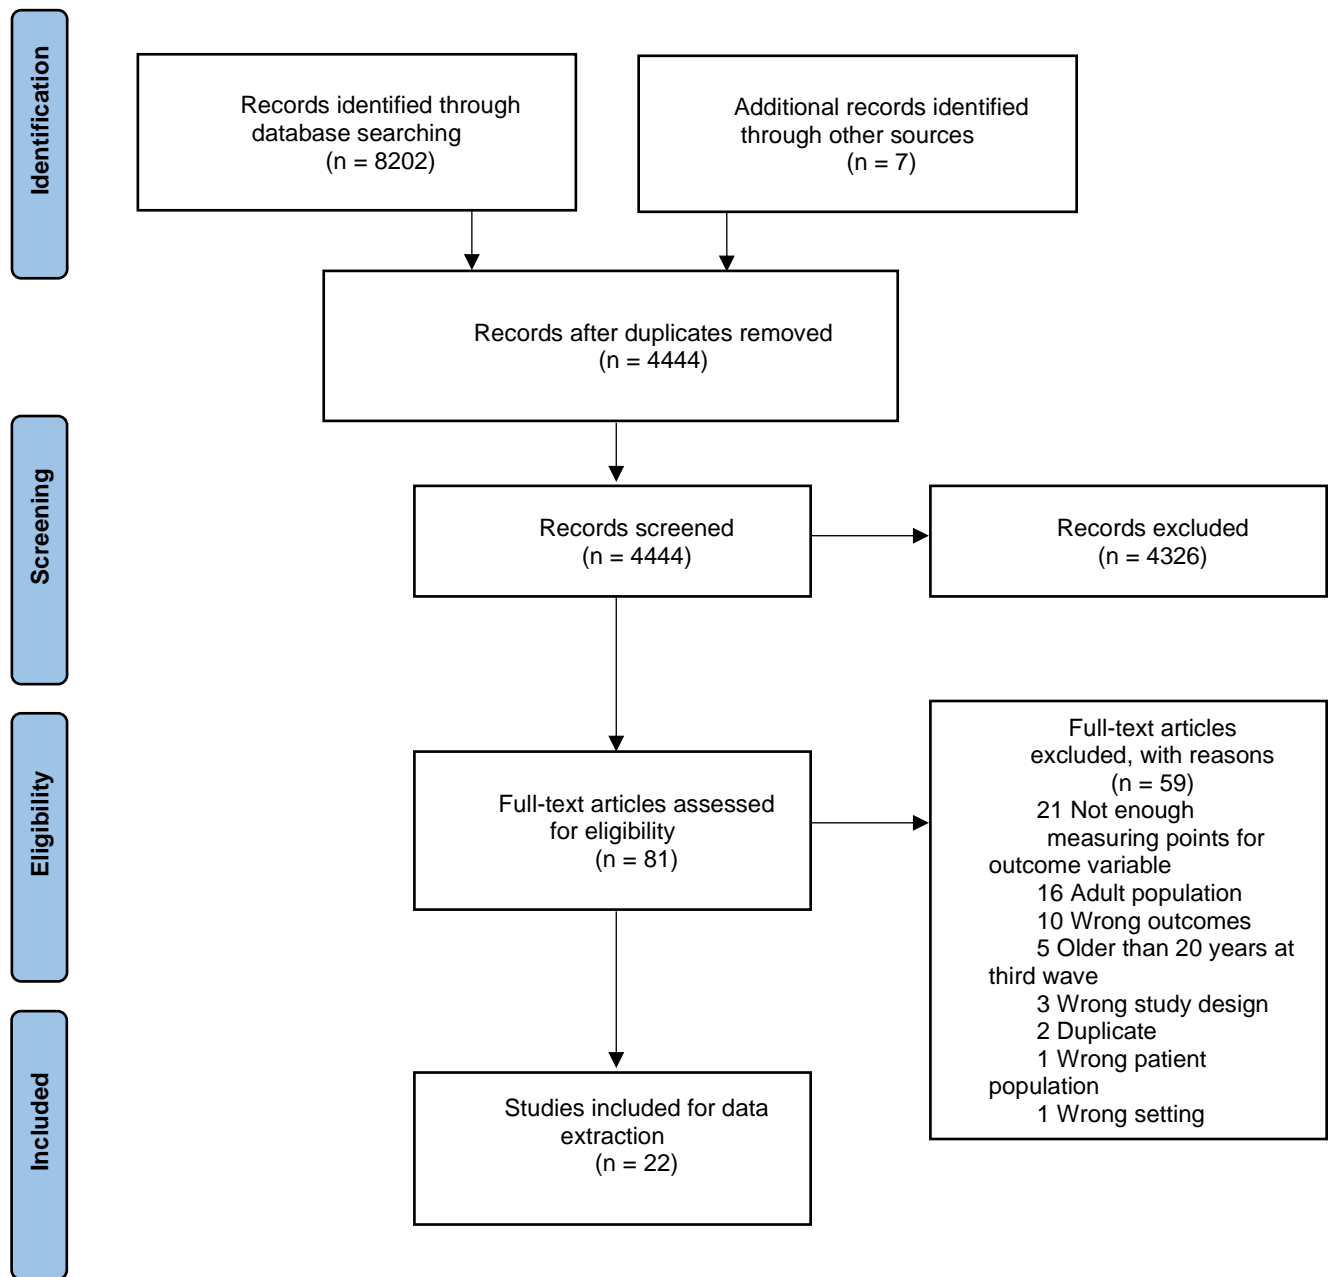 Identification
Records identified through
database searching
(n = 8202)
Additional records identified
through other sources
(n = 7)
Records after duplicates removed
(n = 4444)
Screening
Records screened
(n = 4444)
Records excluded
(n = 4326)
Eligibility
Full-text articles assessed
for eligibility
(n = 81)
Full-text articles
excluded, with reasons
(n = 59)
21 Not enough
measuring points for
outcome variable
16 Adult population
10 Wrong outcomes
5 Older than 20 years at
third wave
3 Wrong study design
2 Duplicate
1 Wrong patient
population
1 Wrong setting
Included
Studies included for data
extraction
(n = 22)